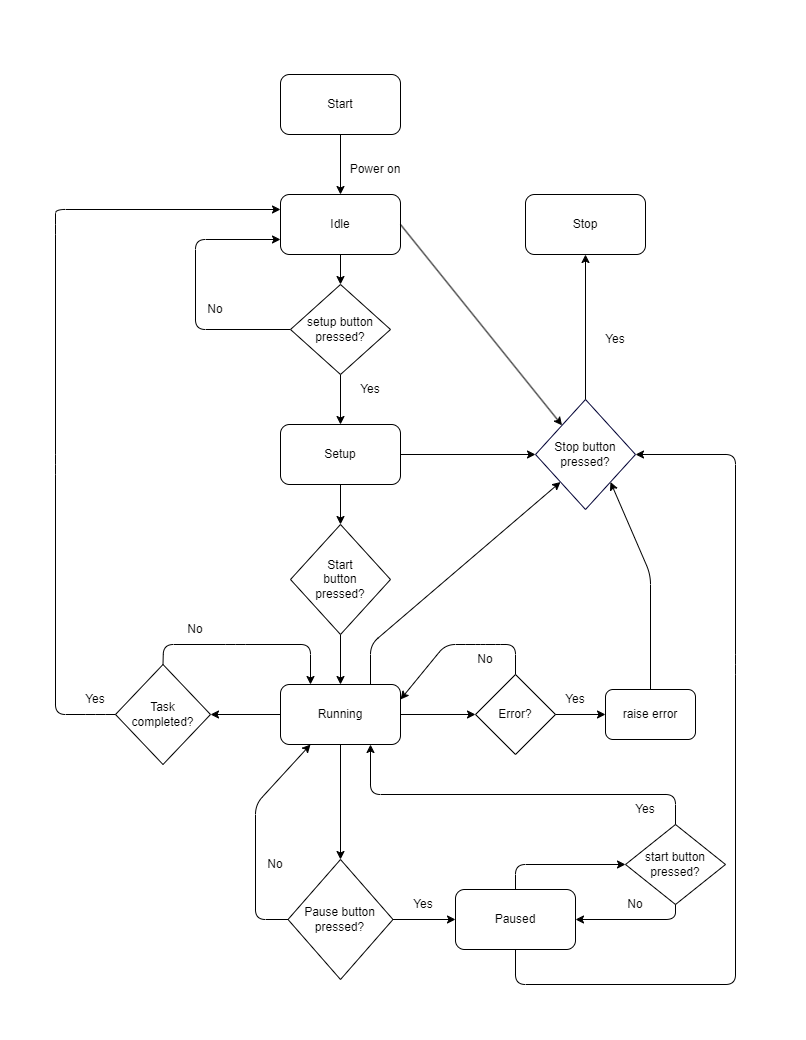 Start
Power on
Idle
Stop
No
setup button
pressed?
Yes
Yes
Setup
Stop button
pressed?
Start
button
pressed?
No
No
Yes
Task
completed?
Running
Error?
Yes
raise error
Yes
No
start button
pressed?
Pause button
pressed?
Yes
Paused
No